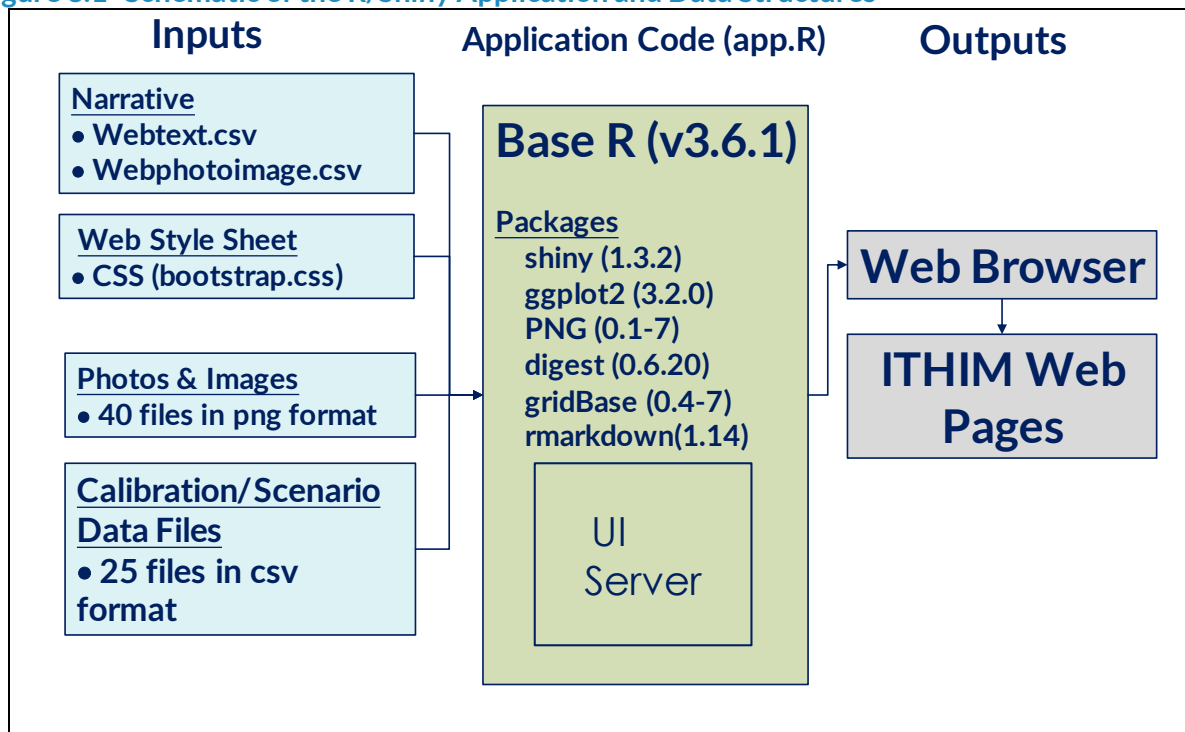 Inputs
Application Code (app.R)
Outputs
Narrative
• Webtext.csv
• Webphotoimage.csv
Web Style Sheet
• CSS (bootstrap.css)
Photos & Images
• 40 files in png format
Calibration/Scenario
Data Files
• 25 files in csv
format
Base R (v3.6.1)
Packages
shiny (1.3.2)
ggplot2 (3.2.0)
PNG (0.1-7)
digest (0.6.20)
gridBase (0.4-7)
rmarkdown(1.14)
UI
Server
Web Browser
ITHIM Web
Pages